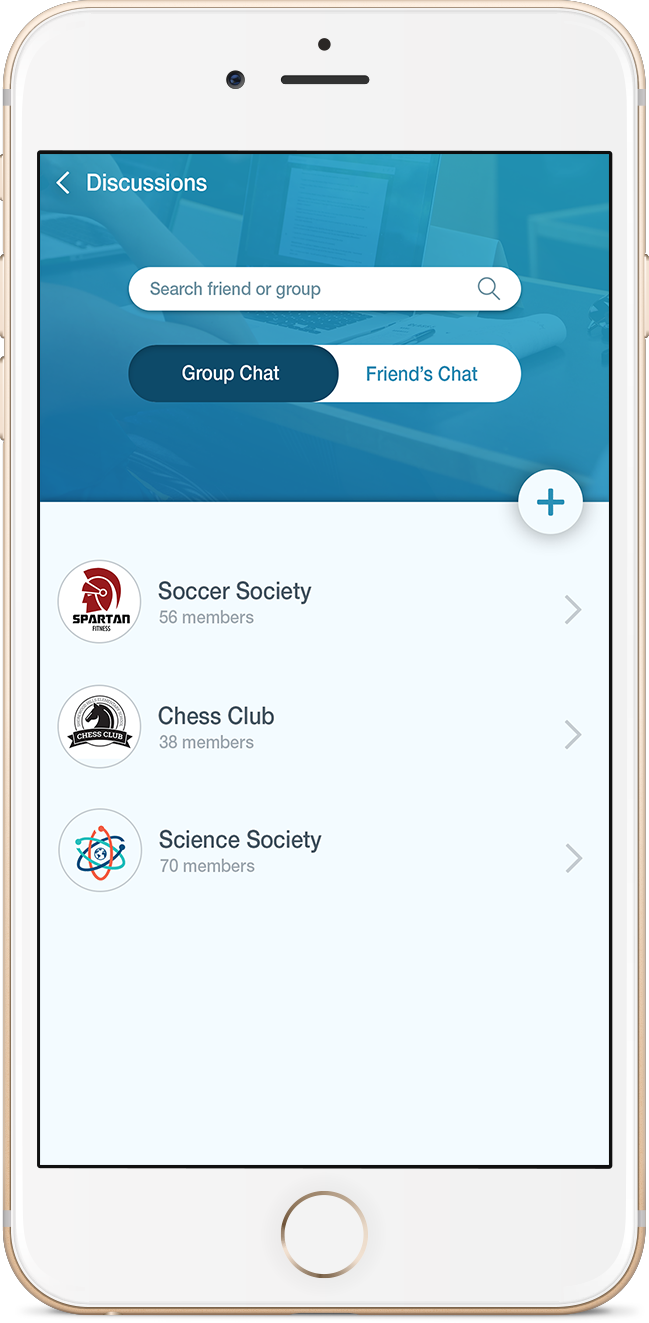 Discussions
Search friend or group
Group Chat
Friend's Chat
Soccer Society
56 members
SPARTAN
FITNESS
Chess Club
38 members
CHESS CLUB
Science Society
70 members